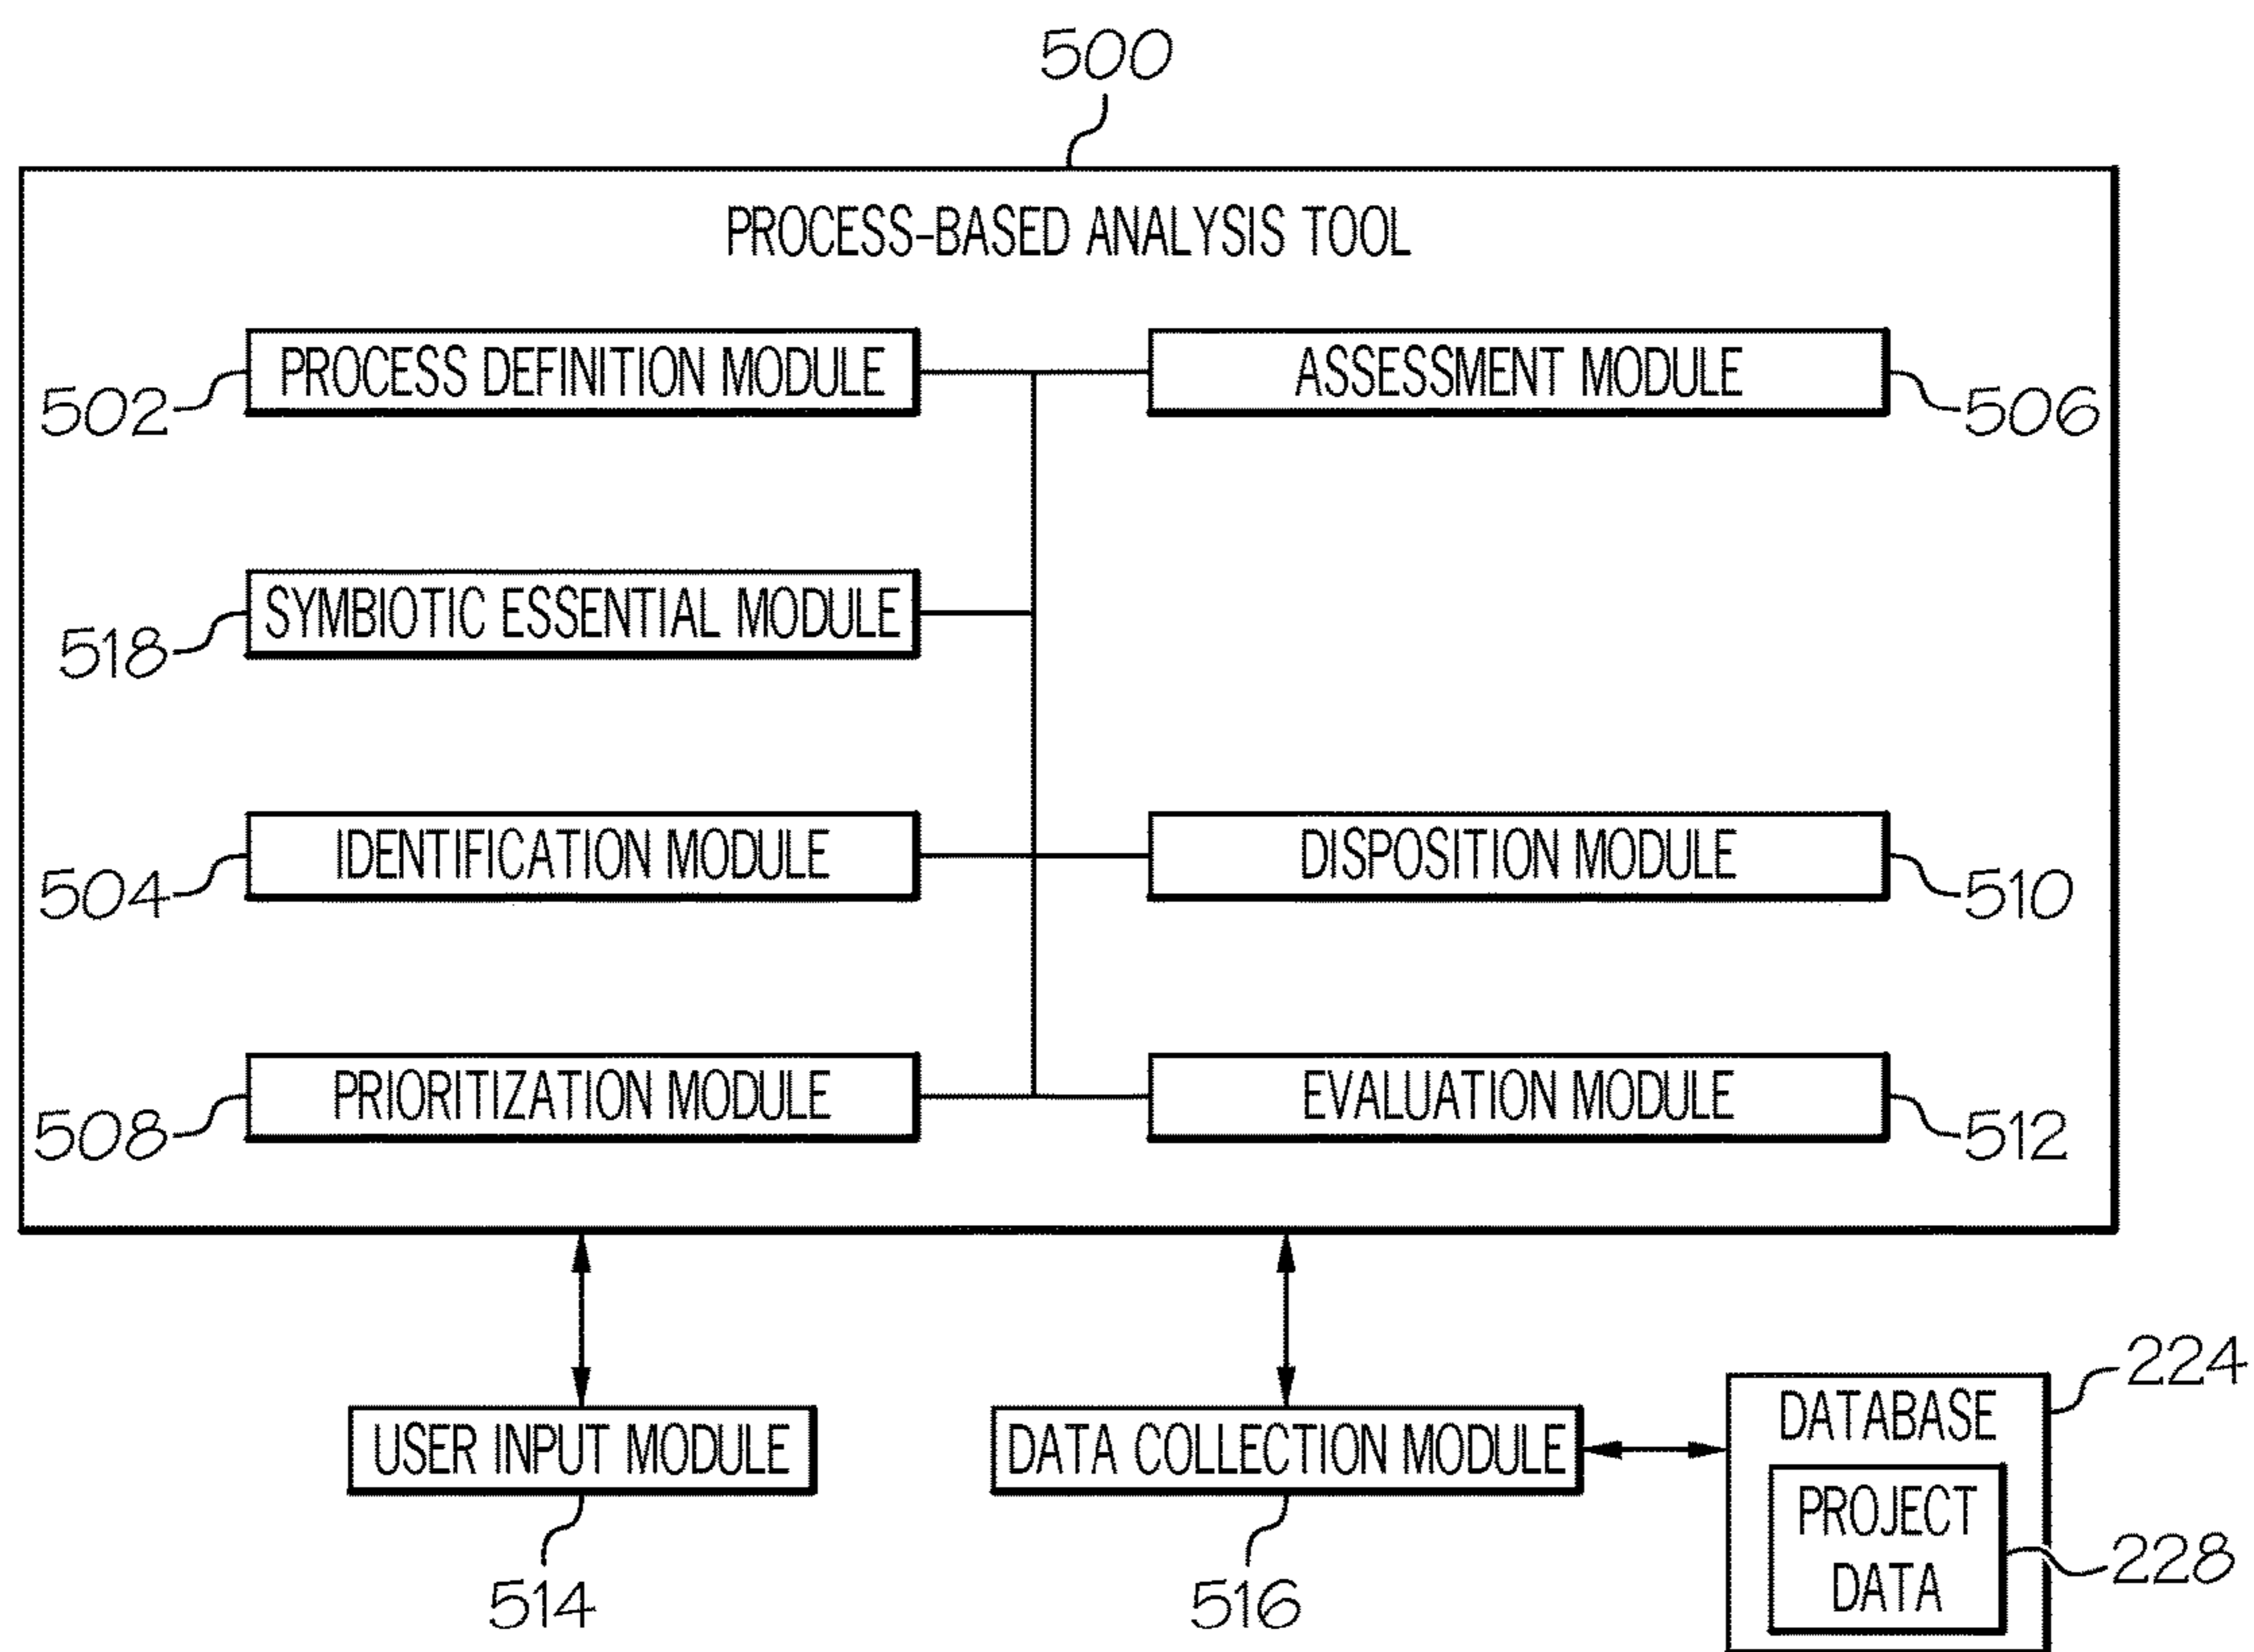 500
PROCESS-BASED ANALYSIS TOOL
PROCESS DEFINITION MODULE
ASSESSMENT MODULE
502
506
SYMBIOTIC ESSENTIAL MODULE
518
IDENTIFICATION MODULE
DISPOSITION MODULE
504
510
PRIORITIZATION MODULE
EVALUATION MODULE
508
512
USER INPUT MODULE
514
DATA COLLECTION MODULE
516
DATABASE
224
PROJECT
DATA
228